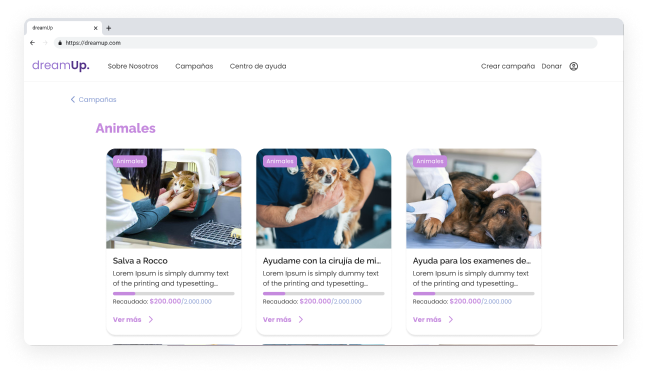 dreamUp
https://dreamup.com
dreamUp.
Sobre Nosotros
Campañas
Centro de ayuda
Crear campaña
Donar
Campañas
Animales
Animales
Animales
Animales
Salva a Rocco
Lorem Ipsum is simply dummy text
of the printing and typesetting...
Recaudado: $200.000/2.000.000
Ver más
Ayudame con la cirujia de mi...
Lorem Ipsum is simply dummy text
of the printing and typesetting...
Recaudado: $200.000/2.000.000
Ver más
Ayuda para los examenes de...
Lorem Ipsum is simply dummy text
of the printing and typesetting...
Recaudado: $200.000/2.000.000
Ver más